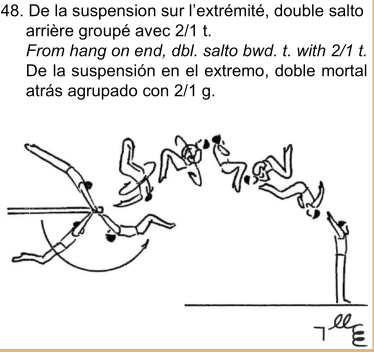 48. De la suspension sur l'extrémité, double salto
arrière groupé avec 2/1 t.
From hang on end, dbl. salto bwd. t. with 2/1 t.
De la suspensión en el extremo, doble mortal
atrás agrupado con 2/1 g.